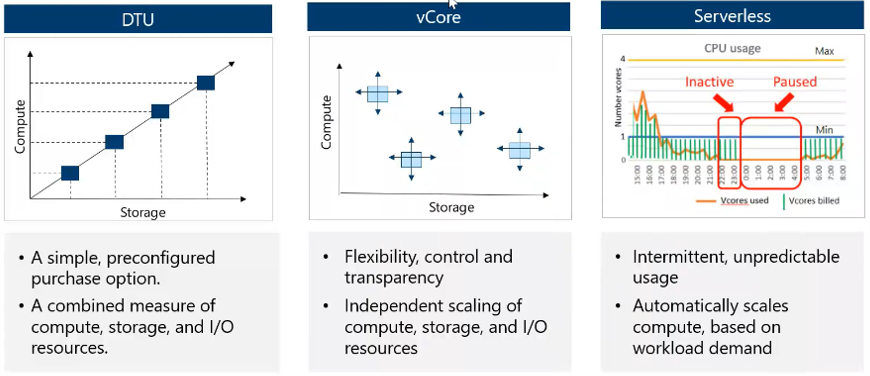 DTU
Compute
Storage
• A simple, preconfigured
purchase option.
• A combined measure of
compute, storage, and I/O
resources.
vCore
Compute
Storage
• Flexibility, control and
transparency
• Independent scaling of
compute, storage, and I/O
resources
Serverless
CPU usage
Max
4
Inactive
Paused
Number vcores
Min
1
0
15:00
16:00
17:00
18:00
19:00
20:00
21:00
22:00
23:00
0:00
1:00
2:00
3:00
4:00
5:00
6:00
7:00
8:00
Vcores used
Vcores billed
• Intermittent, unpredictable
usage
• Automatically scales
compute, based on
workload demand